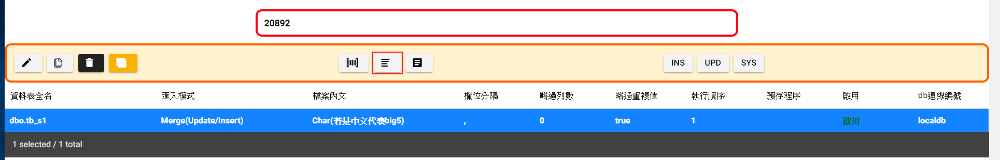 20892
INS UPD SYS
資料表全名 匯入模式 檔案內文 欄位分隔 略過列數 略過重複值 執行順序 預存程序 啟用 db連線編號
dbo.tb_s1 Merge(Update/Insert) Char(若是中文代表big5) , 0 true 1 啟用 localdb
1 selected / 1 total